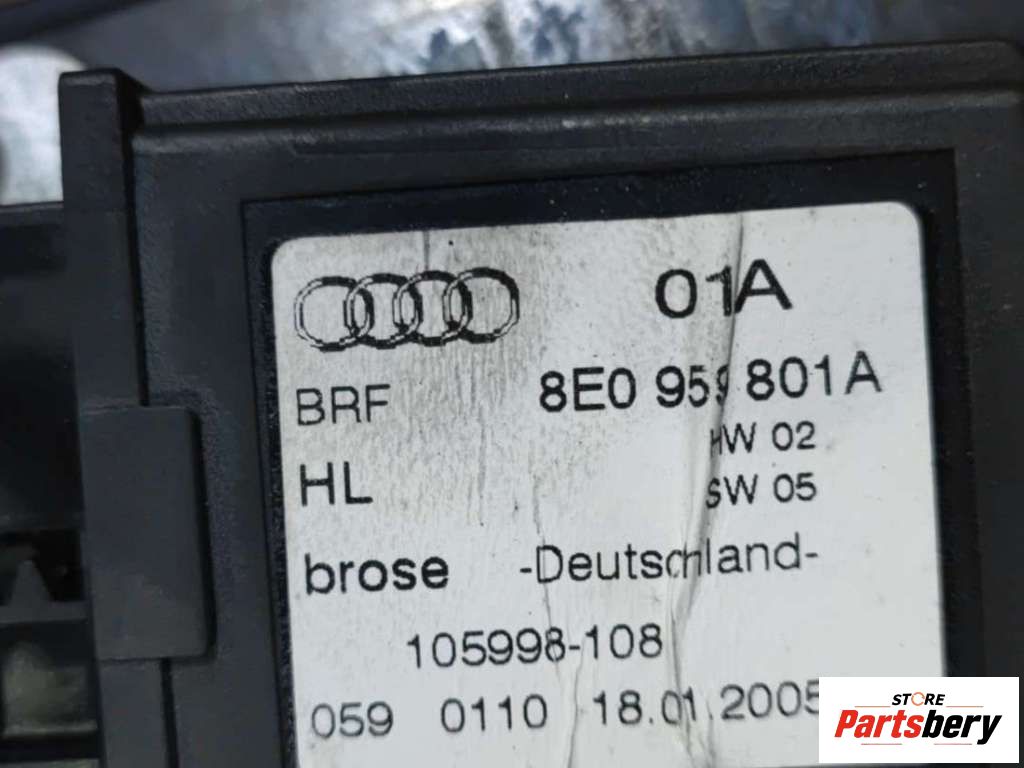 01A
BRF 8E0 959 801A
HW 02
HL
SW 05
brose -Deutschland-
105998-108
059 0110 18.01.2005
STORE
Partsbery